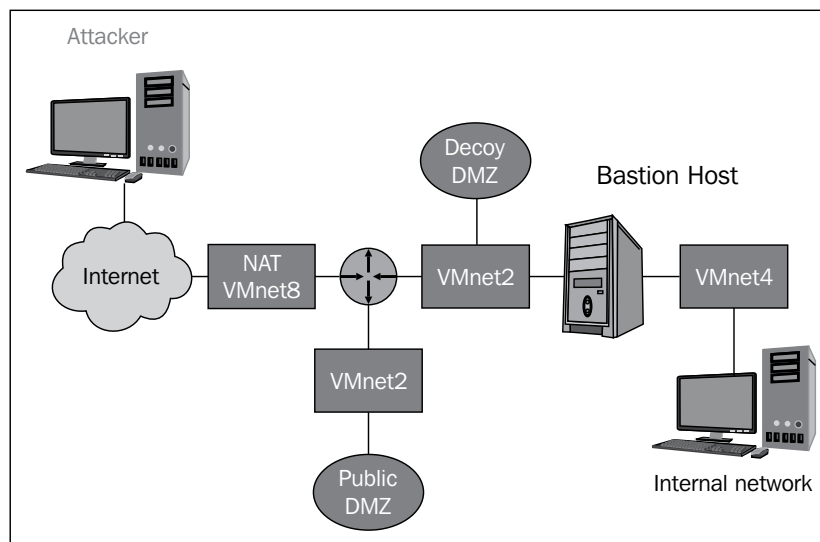 Attacker
Decoy
DMZ
Bastion Host
Internet
NAT
VMnet8
VMnet2
VMnet4
VMnet2
Public
DMZ
Internal network